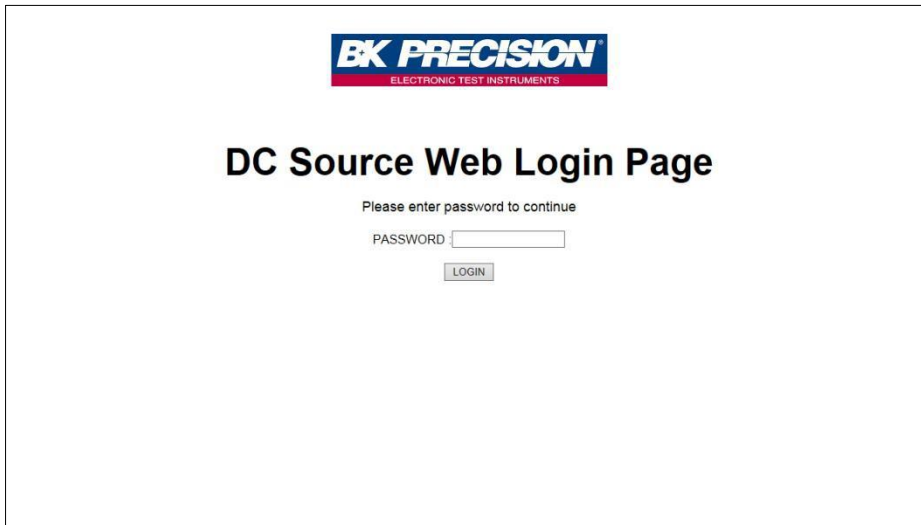 BK PRECISION®
ELECTRONIC TEST INSTRUMENTS
DC Source Web Login Page
Please enter password to continue
PASSWORD :
LOGIN